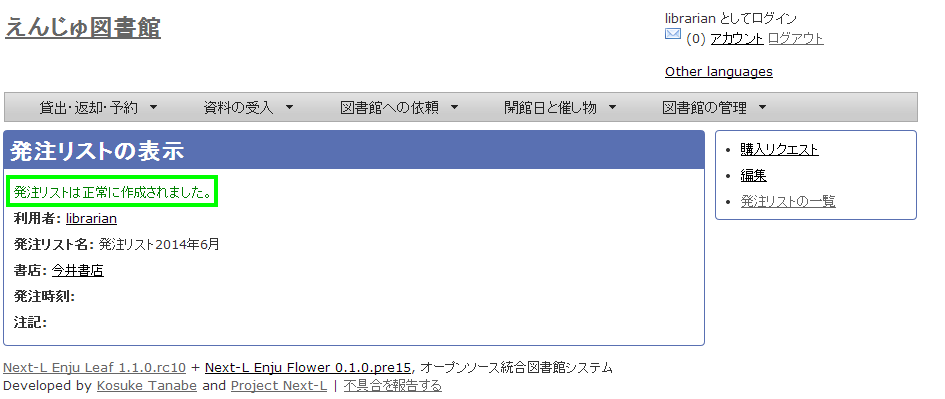 えんじゅ図書館
librarian としてログイン
(0) アカウント ログアウト
Other languages
貸出・返却・予約 ▼ 資料の受入 ▼ 図書館への依頼 ▼ 開館日と催し物 ▼ 図書館の管理 ▼
発注リストの表示
発注リストは正常に作成されました。
利用者: librarian
発注リスト名: 発注リスト2014年6月
書店: 今井書店
発注時刻:
注記:
• 購入リクエスト
• 編集
• 発注リストの一覧
Next-L Enju Leaf 1.1.0.rc10 + Next-L Enju Flower 0.1.0.pre15, オープンソース統合図書館システム
Developed by Kosuke Tanabe and Project Next-L | 不具合を報告する